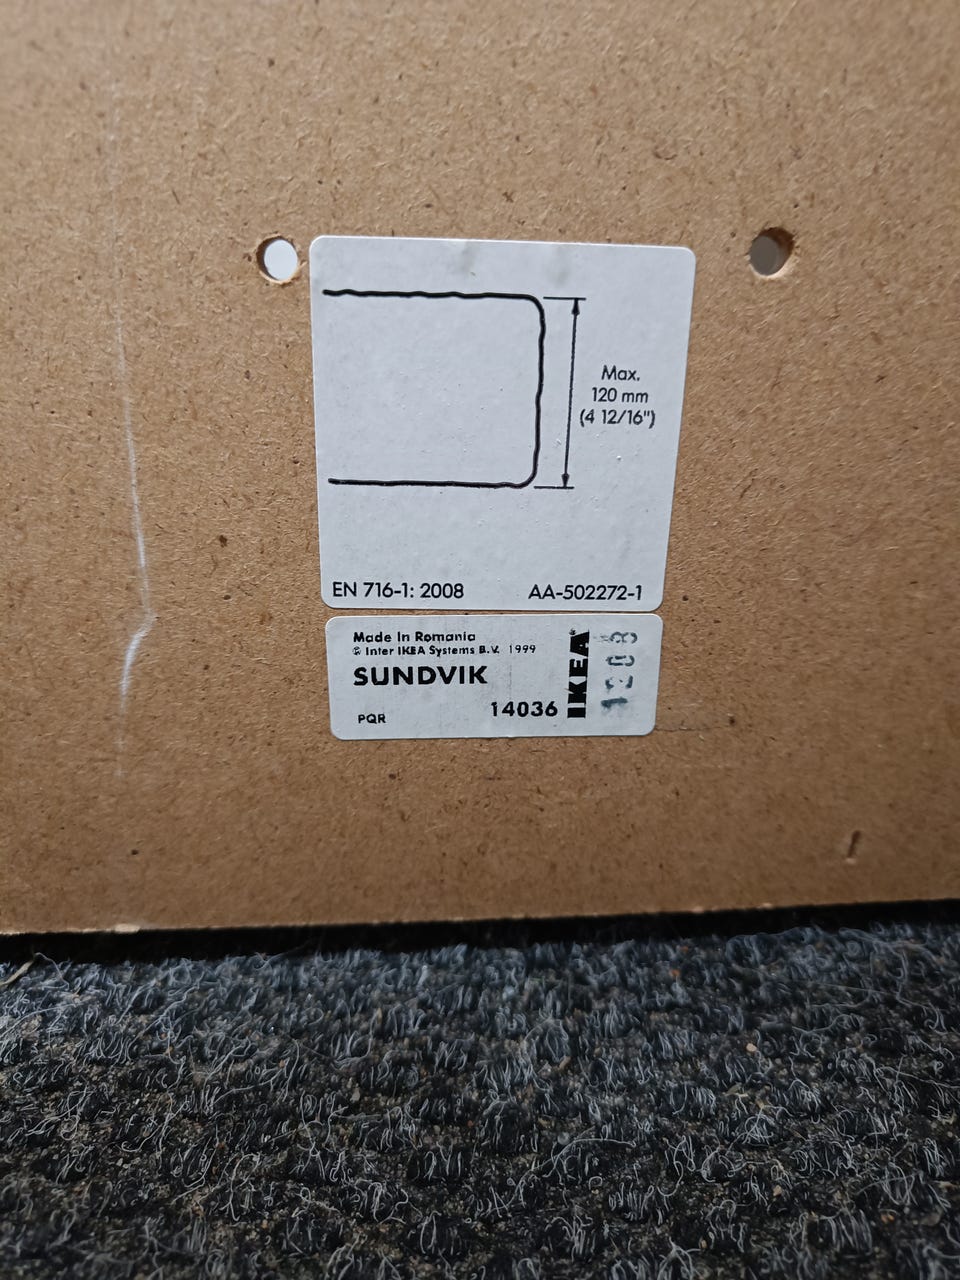 Max.
120 mm
(4 12/16")
EN 716-1: 2008 AA-502272-1
Made In Romania
© Inter IKEA Systems B.V. 1999
SUNDVIK
PQR 14036
IKEA®
1208